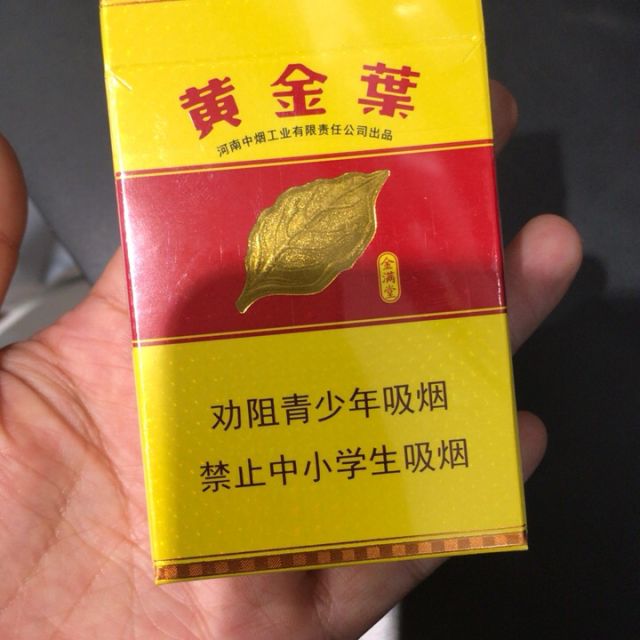 黄金葉
河南中烟工业有限责任公司出品
金满堂
劝阻青少年吸烟
禁止中小学生吸烟